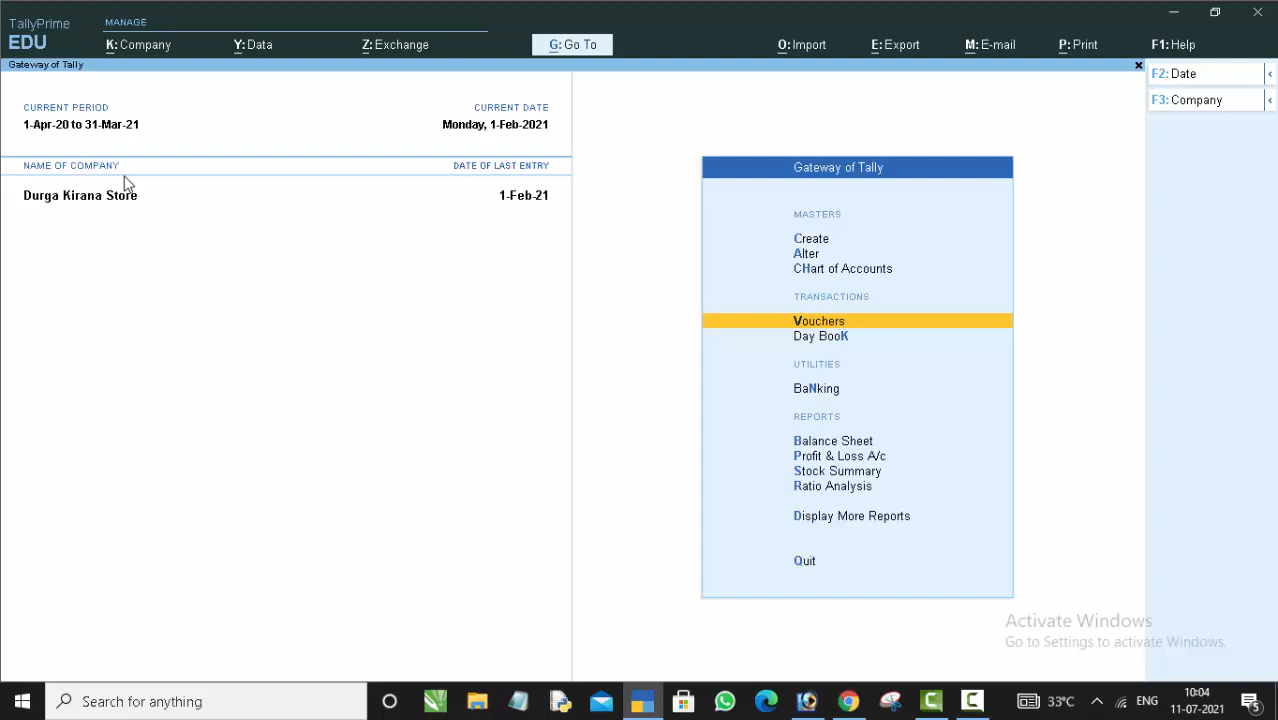 TallyPrime
EDU
MANAGE
K: Company
Y: Data
Z: Exchange
G: Go To
O: Import
E: Export
M: E-mail
P: Print
F1: Help
Gateway of Tally
F2: Date
F3: Company
CURRENT PERIOD
CURRENT DATE
1-Apr-20 to 31-Mar-21
Monday, 1-Feb-2021
NAME OF COMPANY
DATE OF LAST ENTRY
Durga Kirana Store
1-Feb-21
Gateway of Tally
MASTERS
Create
Alter
CHart of Accounts
TRANSACTIONS
Vouchers
Day BooK
UTILITIES
BaNking
REPORTS
Balance Sheet
Profit & Loss A/c
Stock Summary
Ratio Analysis
Display More Reports
Quit
Activate Windows
Go to Settings to activate Windows.
Search for anything
33°C
ENG
10:04
11-07-2021
5